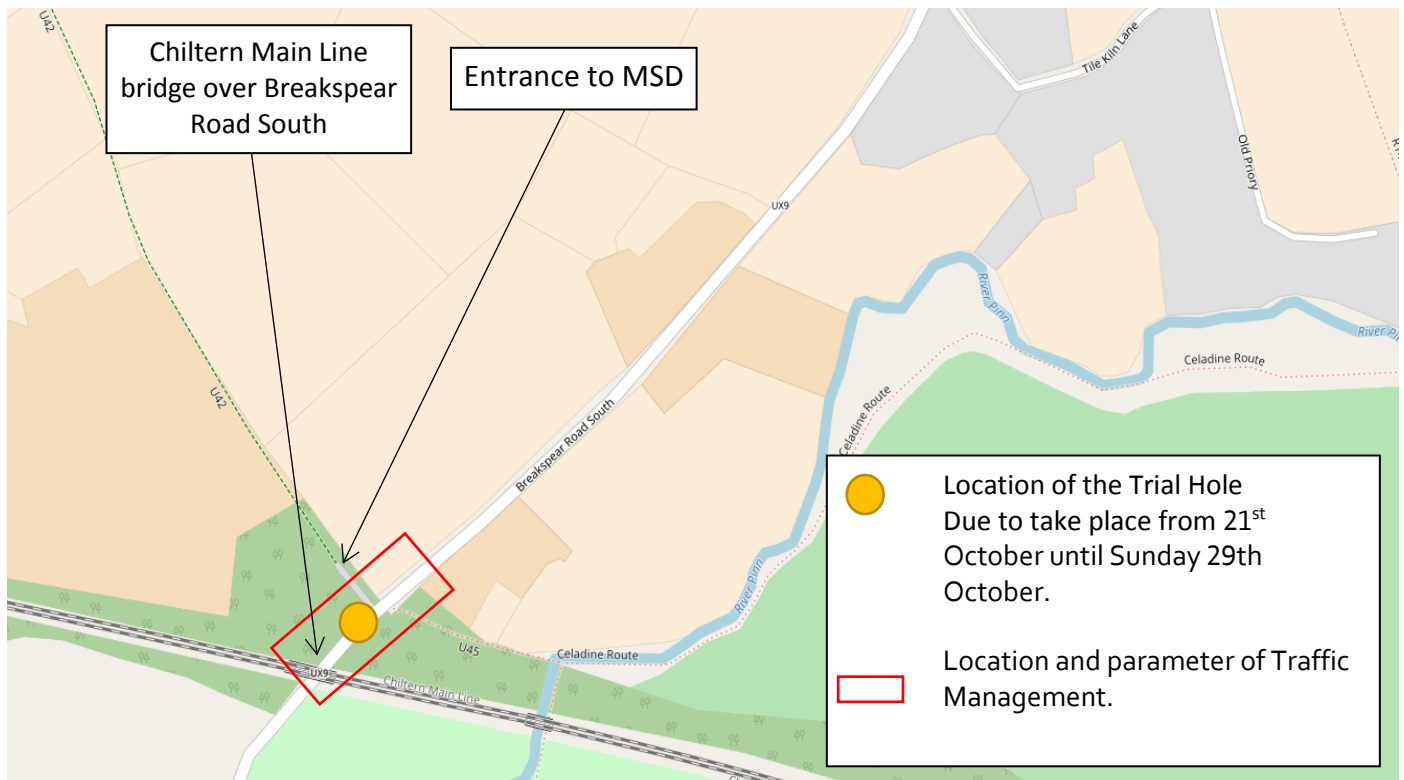 U42
Chiltern Main Line
bridge over Breakspear
Road South
Entrance to MSD
Tile Kiln Lane
Old Priory
UX9
River Pinn
Celadine Route
Celadine Route
U42
Breakspear Road South
River Pinn
U45
Celadine Route
UX9
Chiltern Main Line
Location of the Trial Hole
Due to take place from 21st
October until Sunday 29th
October.
Location and parameter of Traffic
Management.